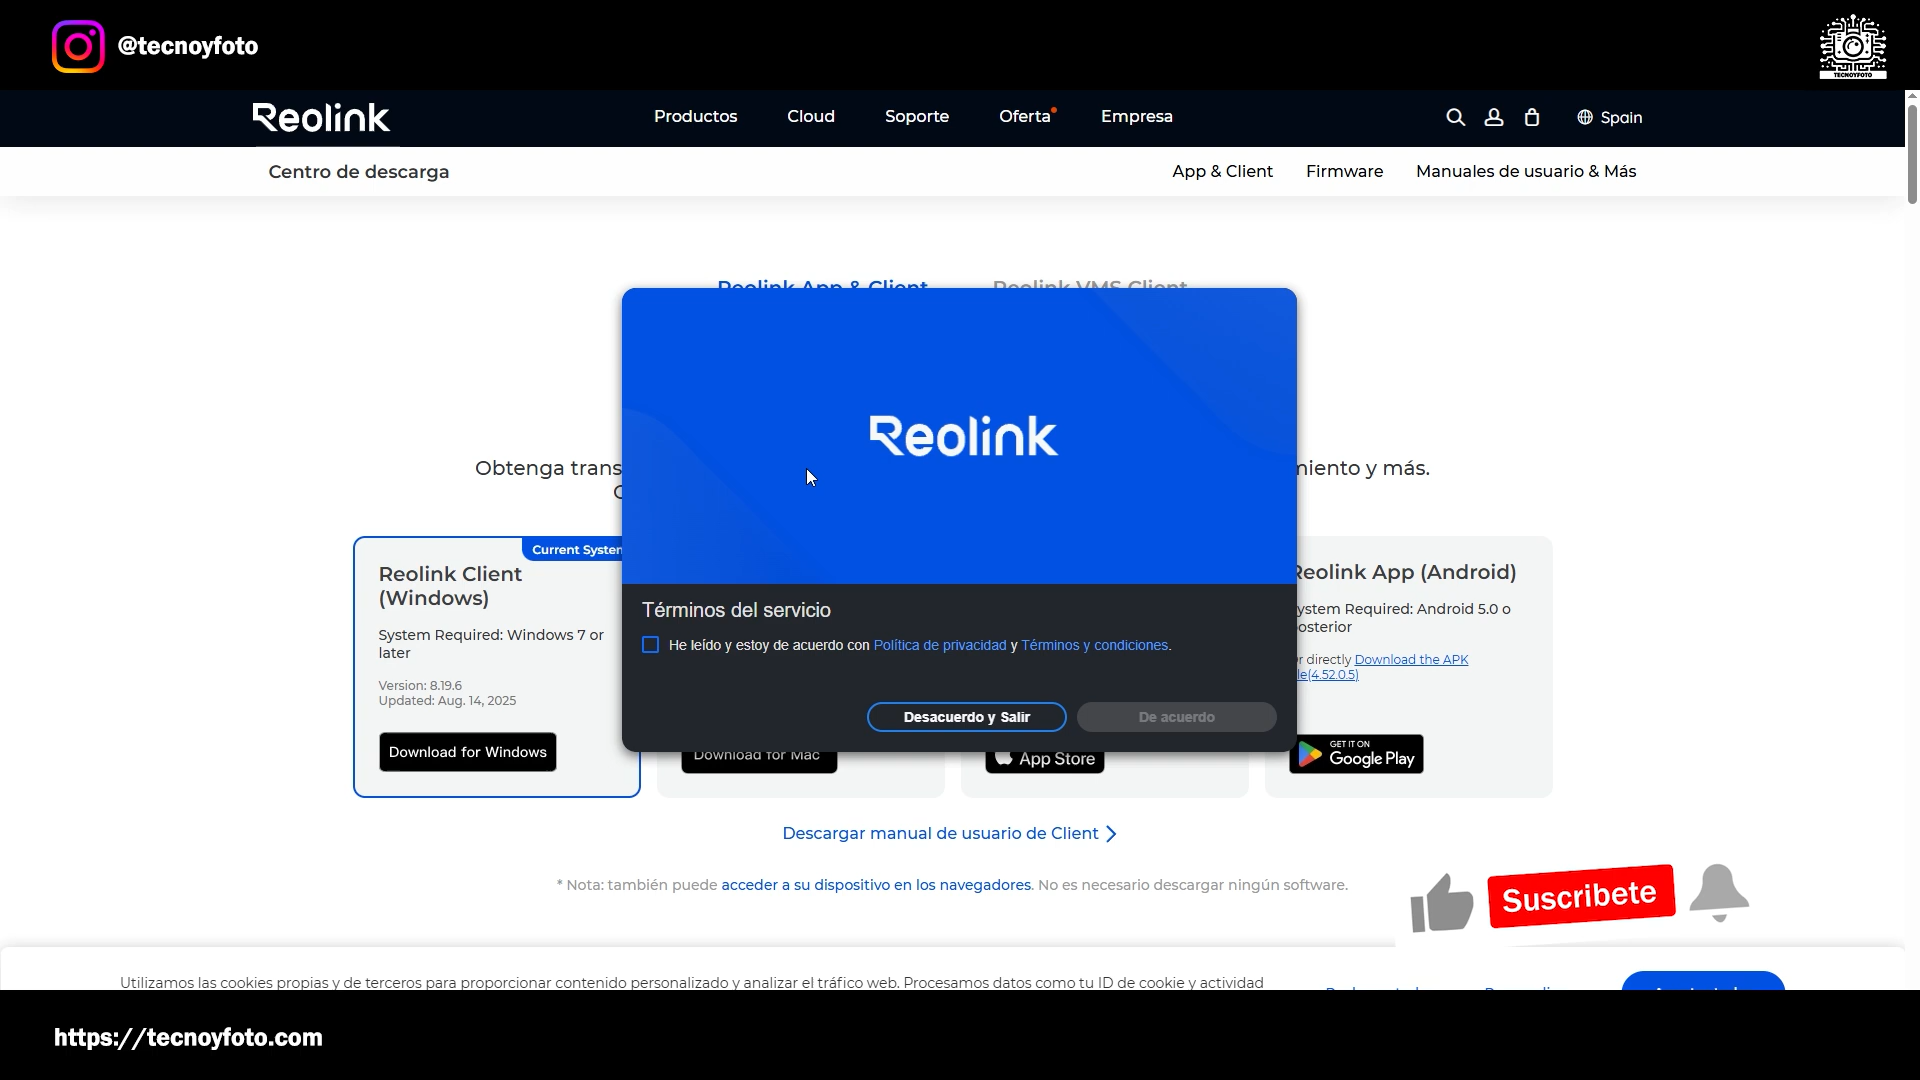 @tecnoyfoto
TECNOYFOTO
Reolink
Productos
Cloud
Soporte
Oferta
Empresa
Spain
Centro de descarga
App & Client
Firmware
Manuales de usuario & Más
Reolink App & Client
Reolink VMS Client
Obtenga trans
miento y más.
Reolink
Current System
Reolink Client
(Windows)
System Required: Windows 7 or
later
Version: 8.19.6
Updated: Aug. 14, 2025
Download for Windows
Términos del servicio
He leído y estoy de acuerdo con Política de privacidad y Términos y condiciones.
Desacuerdo y Salir
De acuerdo
Download for Mac
App Store
Reolink App (Android)
ystem Required: Android 5.0 o
osterior
r directly Download the APK
le(4.52.0.5)
GET IT ON
Google Play
Descargar manual de usuario de Client
* Nota: también puede acceder a su dispositivo en los navegadores. No es necesario descargar ningún software.
Suscribete
Utilizamos las cookies propias y de terceros para proporcionar contenido personalizado y analizar el tráfico web. Procesamos datos como tu ID de cookie y actividad
https://tecnoyfoto.com